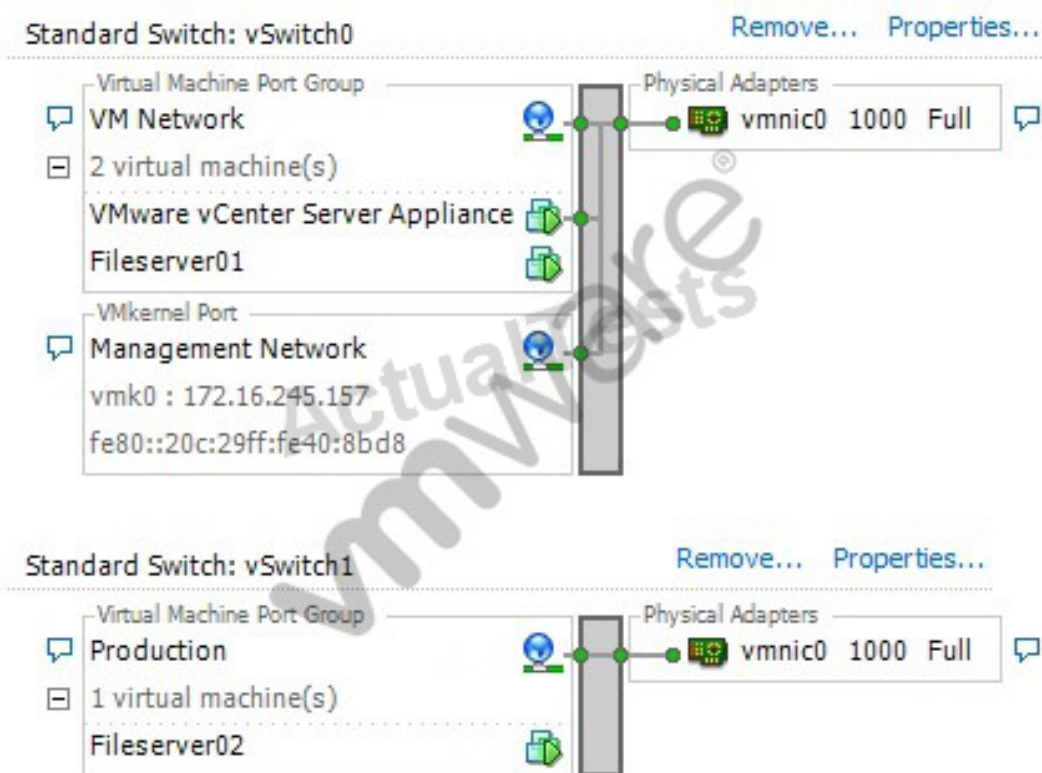 Standard Switch: vSwitch0 Remove... Properties...
Virtual Machine Port Group
Physical Adapters
VM Network
vmnic0 1000 Full
2 virtual machine(s)
VMware vCenter Server Appliance
Fileserver01
VMkernel Port
Management Network
vmk0 : 172.16.245.157
fe80::20c:29ff:fe40:8bd8
ActualTests
vmware®
Standard Switch: vSwitch1 Remove... Properties...
Virtual Machine Port Group
Physical Adapters
Production
vmnic0 1000 Full
1 virtual machine(s)
Fileserver02